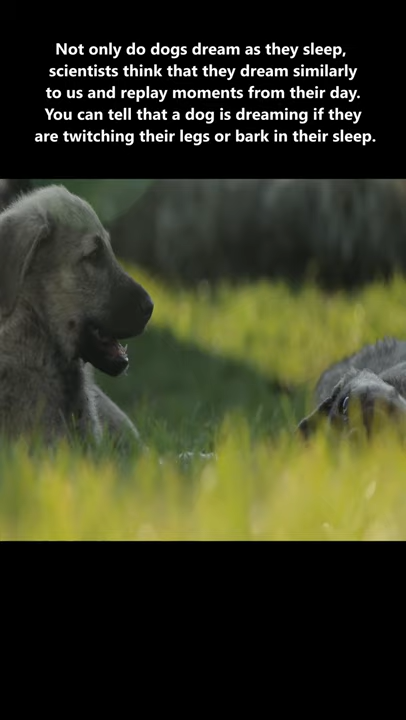 Not only do dogs dream as they sleep,
scientists think that they dream similarly
to us and replay moments from their day.
You can tell that a dog is dreaming if they
are twitching their legs or bark in their sleep.